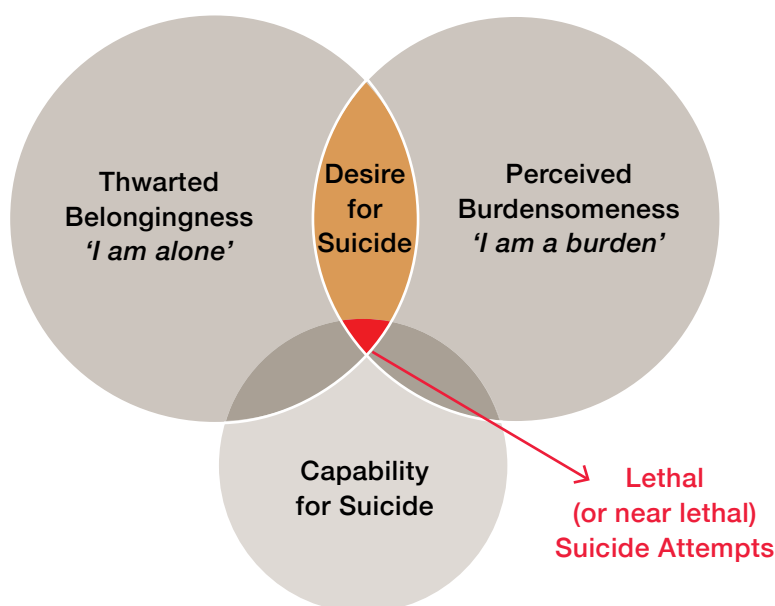 Thwarted
Belongingness
‘I am alone’
Desire
for
Suicide
Perceived
Burdensomeness
‘I am a burden’
Capability
for Suicide
Lethal
(or near lethal)
Suicide Attempts